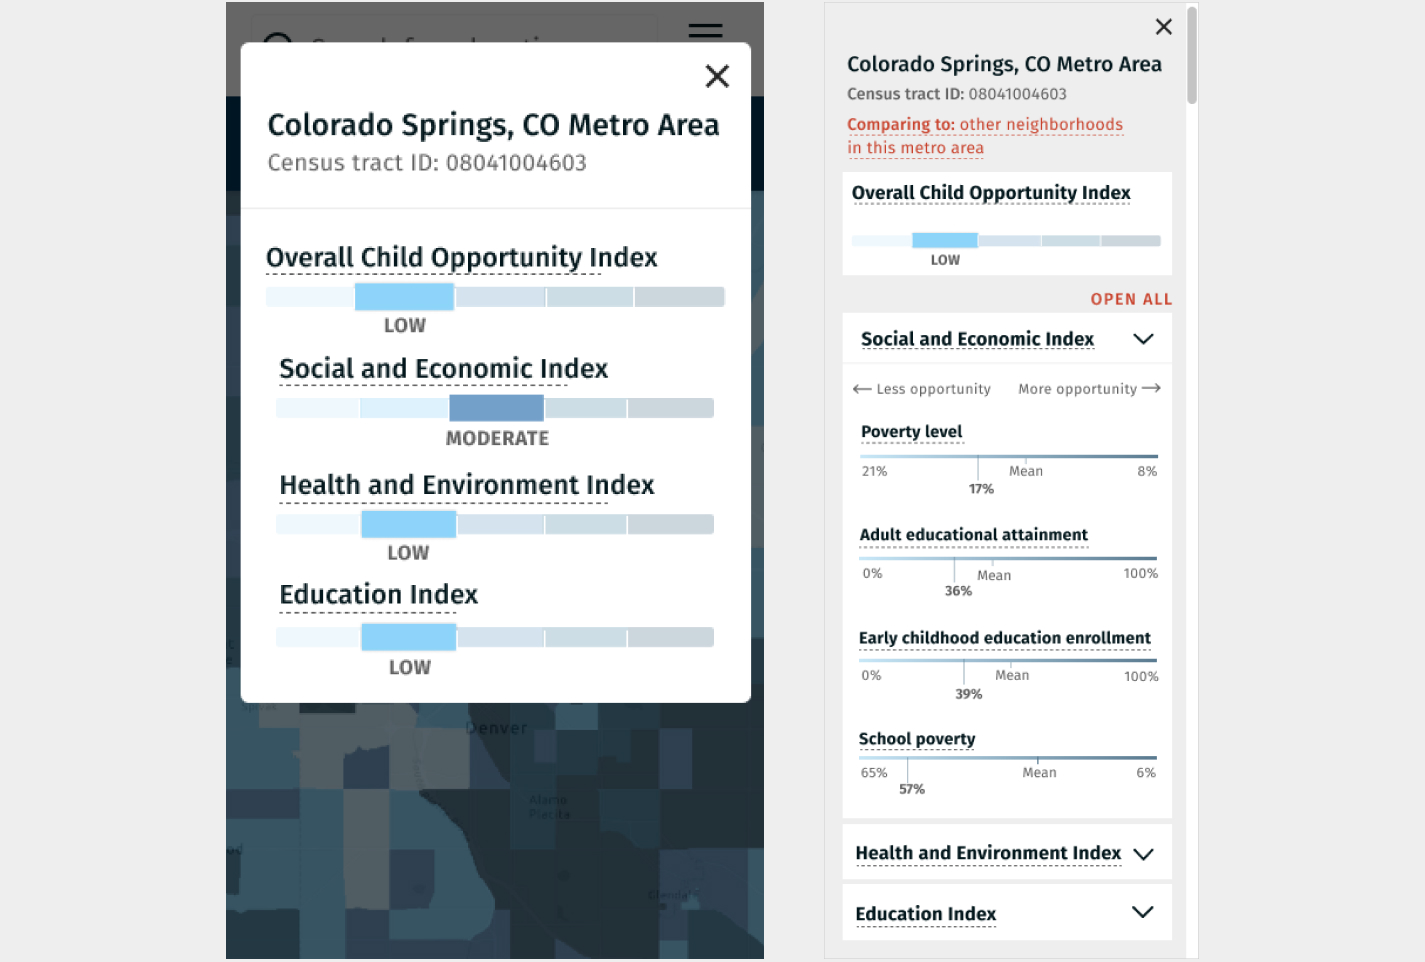 Colorado Springs, CO Metro Area
Census tract ID: 08041004603
Overall Child Opportunity Index
LOW
Social and Economic Index
MODERATE
Health and Environment Index
LOW
Education Index
LOW
Denver
Alamo
Placita
Glendale
Colorado Springs, CO Metro Area
Census tract ID: 08041004603
Comparing to: other neighborhoods
in this metro area
Overall Child Opportunity Index
LOW
OPEN ALL
Social and Economic Index
← Less opportunity More opportunity →
Poverty level
21% Mean 8%
17%
Adult educational attainment
0% Mean 100%
36%
Early childhood education enrollment
0% Mean 100%
39%
School poverty
65% Mean 6%
57%
Health and Environment Index
Education Index